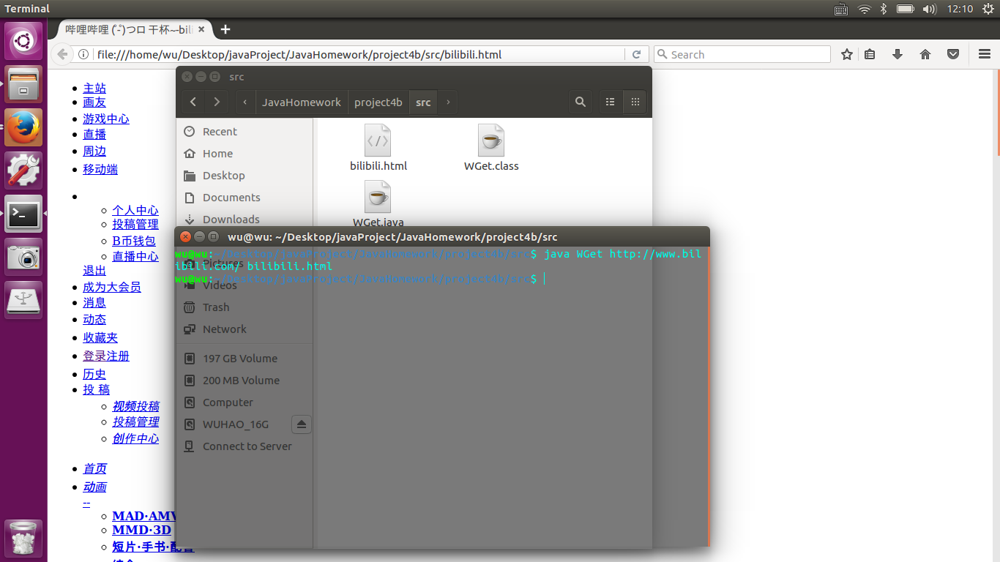 Terminal
12:10
哔哩哔哩 ( ゜- ゜)つロ 干杯~-bili
file:///home/wu/Desktop/javaProject/JavaHomework/project4b/src/bilibili.html
Search
主站
画友
游戏中心
直播
周边
移动端
个人中心
投稿管理
B币钱包
直播中心
退出
成为大会员
消息
动态
收藏夹
登录注册
历史
投 稿
视频投稿
投稿管理
创作中心
首页
动画
--
MAD·AMV
MMD·3D
短片·手书·配音
src
JavaHomework
project4b
src
Recent
Home
Desktop
Documents
Downloads
Pictures
Videos
Trash
Network
197 GB Volume
200 MB Volume
Computer
WUHAO_16G
Connect to Server
bilibili.html
WGet.class
WGet.java
wu@wu: ~/Desktop/javaProject/JavaHomework/project4b/src
wu@wu:~/Desktop/javaProject/JavaHomework/project4b/src$ java WGet http://www.bil
ibili.com/ bilibili.html
wu@wu:~/Desktop/javaProject/JavaHomework/project4b/src$